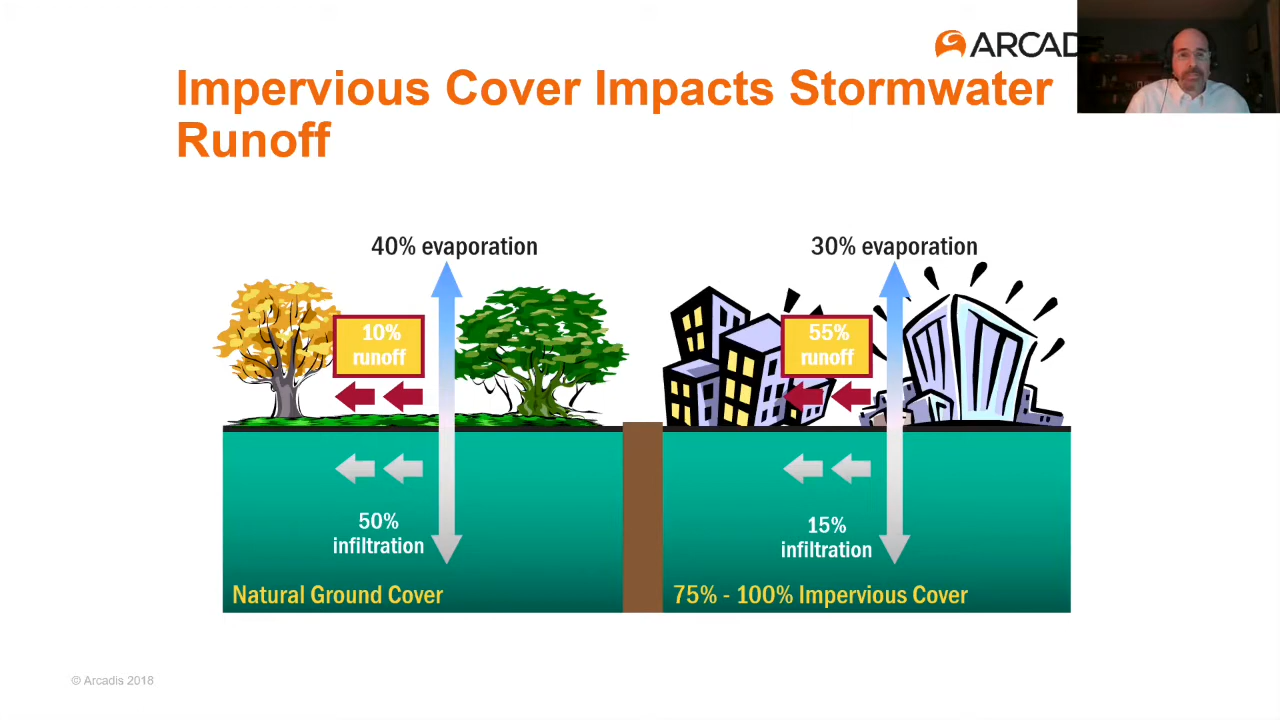 ARCAD
Impervious Cover Impacts Stormwater
Runoff
40% evaporation
30% evaporation
10%
runoff
55%
runoff
50%
infiltration
15%
infiltration
Natural Ground Cover
75% - 100% Impervious Cover
© Arcadis 2018